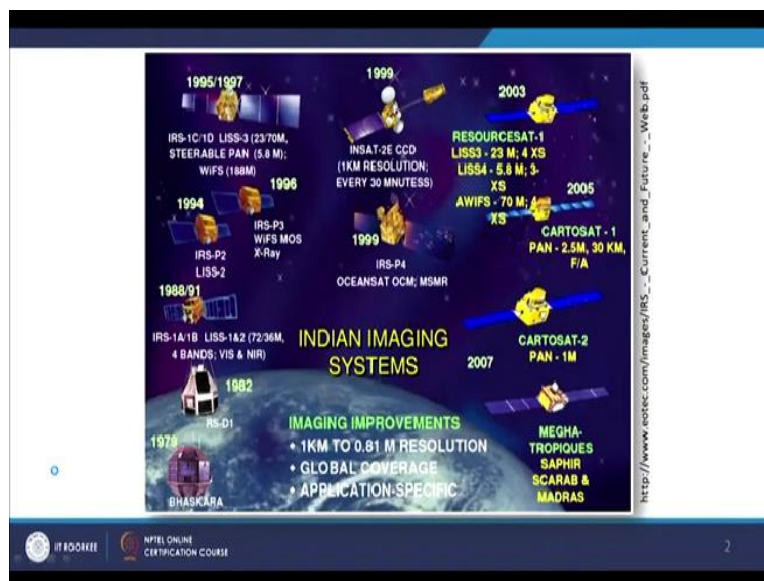 1995/1997
IRS-1C/1D LISS-3 (23/70M,
STEERABLE PAN (5.8 M);
WiFS (188M)
1996
IRS-P3
WiFS MOS
X-Ray
1994
IRS-P2
LISS-2
1988/91
IRS-1A/1B LISS-1&2 (72/36M,
4 BANDS; VIS & NIR)
1982
RS-D1
1979
BHASKARA
1999
INSAT-2E CCD
(1KM RESOLUTION;
EVERY 30 MNUTESS)
1999
IRS-P4
OCEANSAT OCM; MSMR
INDIAN IMAGING
SYSTEMS
IMAGING IMPROVEMENTS
• 1KM TO 0.81 M RESOLUTION
• GLOBAL COVERAGE
• APPLICATION-SPECIFIC
2003
RESOURCESAT-1
LISS3 - 23 M; 4 XS
LISS4 - 5.8 M; 3-
XS
AWIFS - 70 M; 4
XS
2005
CARTOSAT - 1
PAN - 2.5M, 30 KM,
F/A
CARTOSAT-2
PAN - 1M
2007
MEGHA-
TROPIQUES
SAPHIR
SCARAB &
MADRAS
http://www.eotec.com/images/IRS_-_Current_and_Future_-_Web.pdf
IIT ROORKEE
NPTEL ONLINE
CERTIFICATION COURSE
2